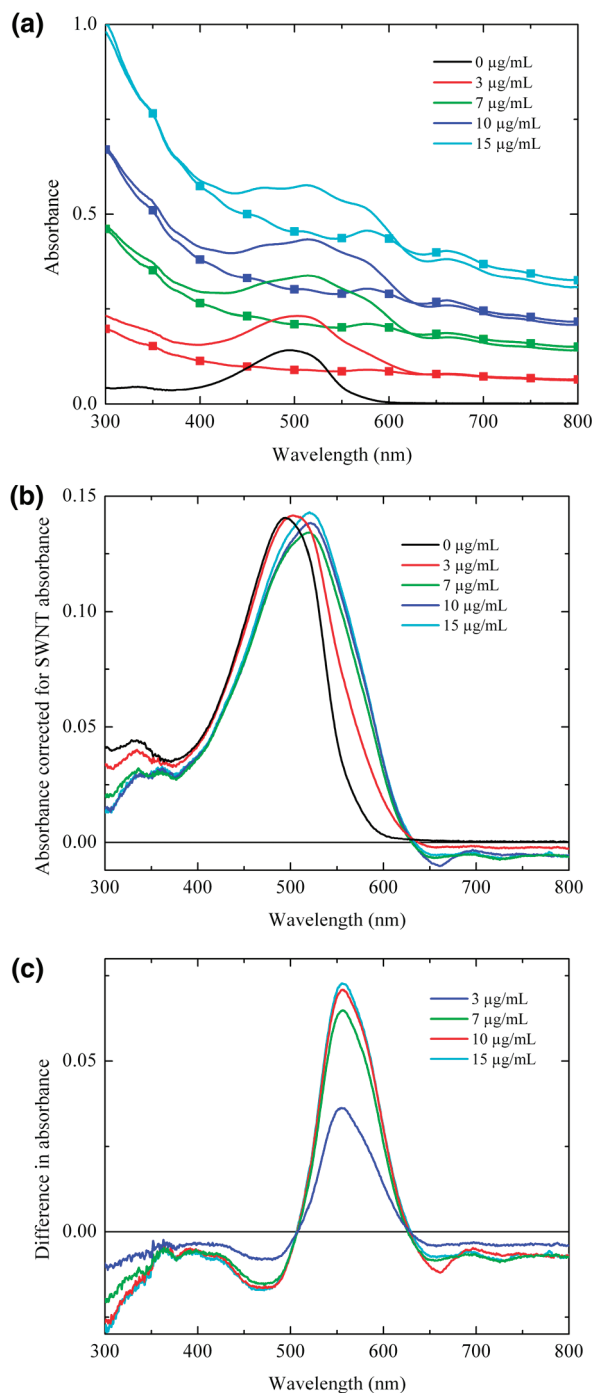 (a)
1.0
0.5
0.0
Absorbance
0 µg/mL
3 µg/mL
7 µg/mL
10 µg/mL
15 µg/mL
300 400 500 600 700 800
Wavelength (nm)
(b)
0.15
0.10
0.05
0.00
Absorbance corrected for SWNT absorbance
0 µg/mL
3 µg/mL
7 µg/mL
10 µg/mL
15 µg/mL
300 400 500 600 700 800
Wavelength (nm)
(c)
0.05
0.00
Difference in absorbance
3 µg/mL
7 µg/mL
10 µg/mL
15 µg/mL
300 400 500 600 700 800
Wavelength (nm)